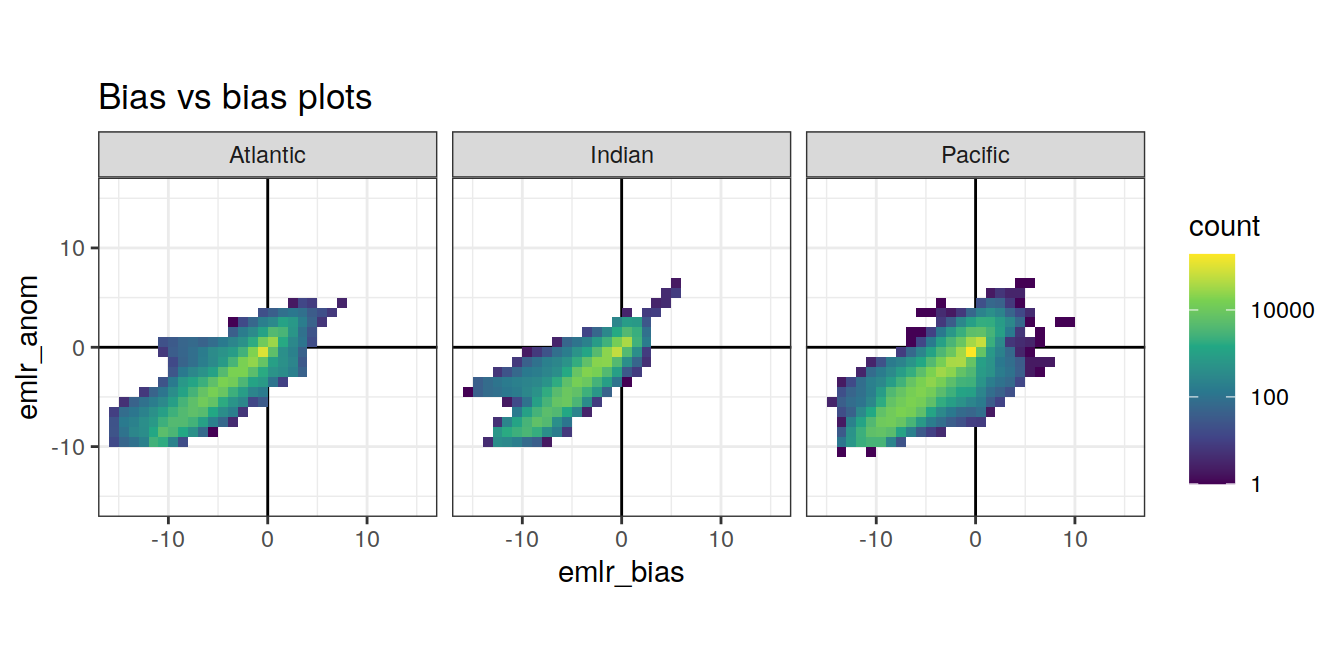 Bias vs bias plots
Atlantic
Indian
Pacific
emlr_anom
10
0
-10
-10 0 10
-10 0 10
-10 0 10
emlr_bias
count
10000
100
1